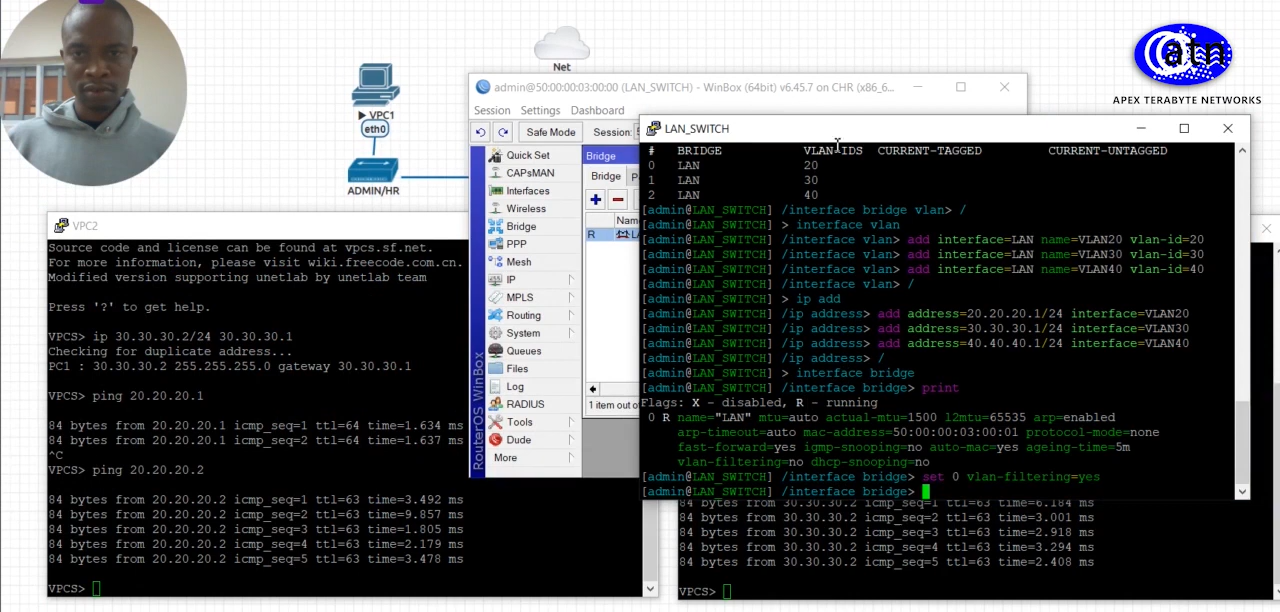 Net
VPC1
eth0
ADMIN/HR
atn
APEX TERABYTE NETWORKS
admin@50:00:00:03:00:00 (LAN_SWITCH) - WinBox (64bit) v6.45.7 on CHR (x86_6...
Session Settings Dashboard
Safe Mode Session:
Quick Set
CAPsMAN
Interfaces
Wireless
Bridge
PPP
Mesh
IP
MPLS
Routing
System
Queues
Files
Log
RADIUS
Tools
Dude
More
RouterOS WinBox
Bridge
Bridge
Name
R
1 item out of
LAN_SWITCH
# BRIDGE VLAN-IDS CURRENT-TAGGED CURRENT-UNTAGGED
0 LAN 20
1 LAN 30
2 LAN 40
[admin@LAN_SWITCH] /interface bridge vlan> /
[admin@LAN_SWITCH] > interface vlan
[admin@LAN_SWITCH] /interface vlan> add interface=LAN name=VLAN20 vlan-id=20
[admin@LAN_SWITCH] /interface vlan> add interface=LAN name=VLAN30 vlan-id=30
[admin@LAN_SWITCH] /interface vlan> add interface=LAN name=VLAN40 vlan-id=40
[admin@LAN_SWITCH] /interface vlan> /
[admin@LAN_SWITCH] > ip add
[admin@LAN_SWITCH] /ip address> add address=20.20.20.1/24 interface=VLAN20
[admin@LAN_SWITCH] /ip address> add address=30.30.30.1/24 interface=VLAN30
[admin@LAN_SWITCH] /ip address> add address=40.40.40.1/24 interface=VLAN40
[admin@LAN_SWITCH] /ip address> /
[admin@LAN_SWITCH] > interface bridge
[admin@LAN_SWITCH] /interface bridge> print
Flags: X - disabled, R - running
0 R name="LAN" mtu=auto actual-mtu=1500 l2mtu=65535 arp=enabled
arp-timeout=auto mac-address=50:00:00:03:00:01 protocol-mode=none
fast-forward=yes igmp-snooping=no auto-mac=yes ageing-time=5m
vlan-filtering=no dhcp-snooping=no
[admin@LAN_SWITCH] /interface bridge> set 0 vlan-filtering=yes
[admin@LAN_SWITCH] /interface bridge>
VPC2
Source code and license can be found at vpcs.sf.net.
For more information, please visit wiki.freecode.com.cn.
Modified version supporting unetlab by unetlab team
Press '?' to get help.
VPCS> ip 30.30.30.2/24 30.30.30.1
Checking for duplicate address...
PC1 : 30.30.30.2 255.255.255.0 gateway 30.30.30.1
VPCS> ping 20.20.20.1
84 bytes from 20.20.20.1 icmp_seq=1 ttl=64 time=1.634 ms
84 bytes from 20.20.20.1 icmp_seq=2 ttl=64 time=1.637 ms
^C
VPCS> ping 20.20.20.2
84 bytes from 20.20.20.2 icmp_seq=1 ttl=63 time=3.492 ms
84 bytes from 20.20.20.2 icmp_seq=2 ttl=63 time=9.857 ms
84 bytes from 20.20.20.2 icmp_seq=3 ttl=63 time=1.805 ms
84 bytes from 20.20.20.2 icmp_seq=4 ttl=63 time=2.179 ms
84 bytes from 20.20.20.2 icmp_seq=5 ttl=63 time=3.478 ms
VPCS>
84 bytes from 30.30.30.2 icmp_seq=1 ttl=63 time=6.184 ms
84 bytes from 30.30.30.2 icmp_seq=2 ttl=63 time=3.001 ms
84 bytes from 30.30.30.2 icmp_seq=3 ttl=63 time=2.918 ms
84 bytes from 30.30.30.2 icmp_seq=4 ttl=63 time=3.294 ms
84 bytes from 30.30.30.2 icmp_seq=5 ttl=63 time=2.408 ms
VPCS>